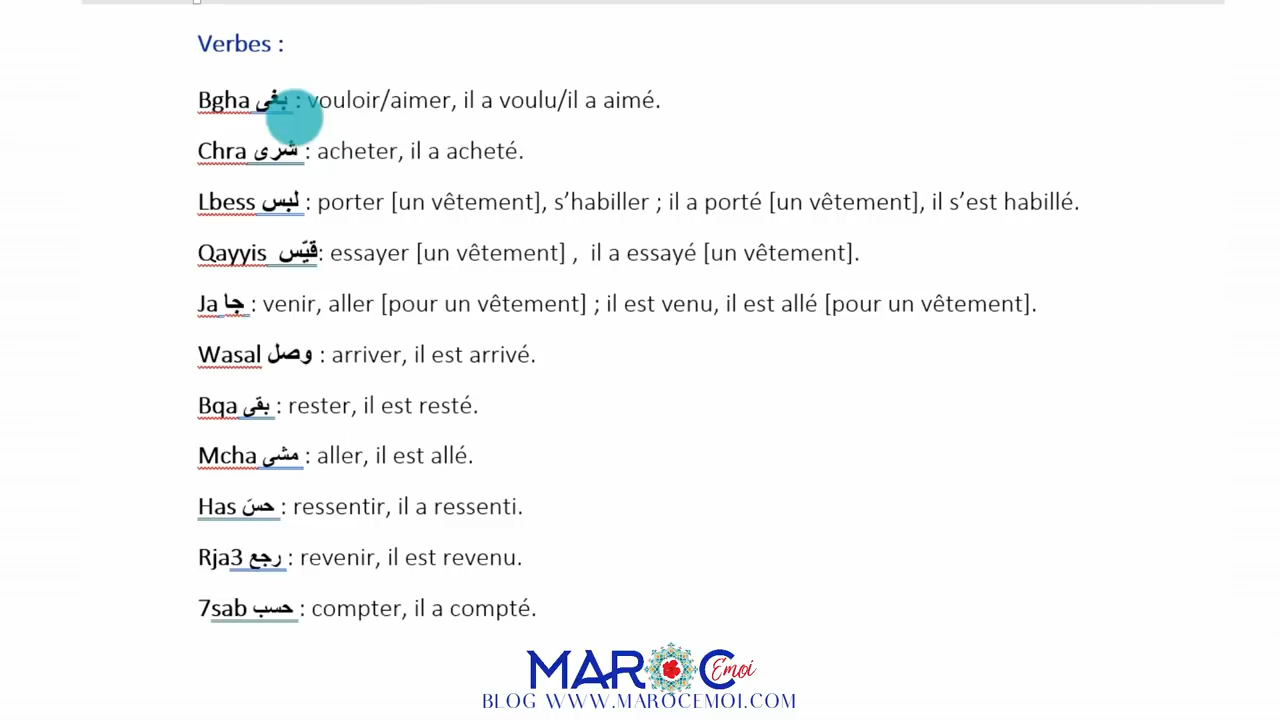 Verbes :
Bgha بغى : vouloir/aimer, il a voulu/il a aimé.
Chra شرى : acheter, il a acheté.
Lbess لبس : porter [un vêtement], s’habiller ; il a porté [un vêtement], il s’est habillé.
Qayyis قيّس: essayer [un vêtement] , il a essayé [un vêtement].
Ja جا : venir, aller [pour un vêtement] ; il est venu, il est allé [pour un vêtement].
Wasal وصل : arriver, il est arrivé.
Bqa بقى : rester, il est resté.
Mcha مشى : aller, il est allé.
Has حسَ : ressentir, il a ressenti.
Rja3 رجع : revenir, il est revenu.
7sab حسب : compter, il a compté.
MAROC Emoi
BLOG WWW.MAROCEMOI.COM